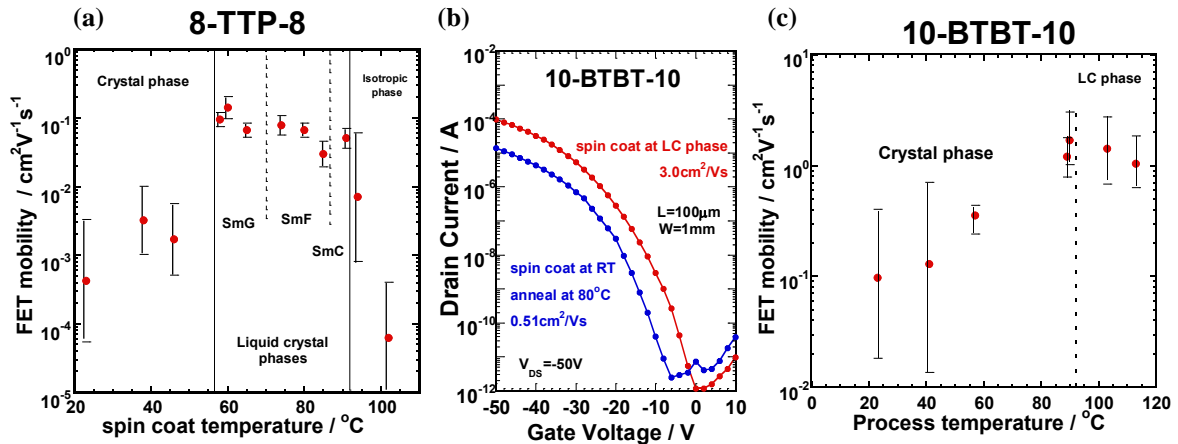 (a)
8-TTP-8
FET mobility / cm²V⁻¹s⁻¹
10⁰
10⁻¹
10⁻²
10⁻³
10⁻⁴
10⁻⁵
Crystal phase
Isotropic
phase
SmG
SmF
SmC
Liquid crystal
phases
20 40 60 80 100
spin coat temperature / °C
(b)
Drain Current / A
10⁻²
10⁻⁴
10⁻⁶
10⁻⁸
10⁻¹⁰
10⁻¹²
10-BTBT-10
spin coat at LC phase
3.0cm²/Vs
L=100μm
W=1mm
spin coat at RT
anneal at 80°C
0.51cm²/Vs
V_DS=-50V
-50 -40 -30 -20 -10 0 10
Gate Voltage / V
(c)
10-BTBT-10
FET mobility / cm²V⁻¹s⁻¹
10¹
10⁰
10⁻¹
10⁻²
LC phase
Crystal phase
0 20 40 60 80 100 120
Process temperature / °C